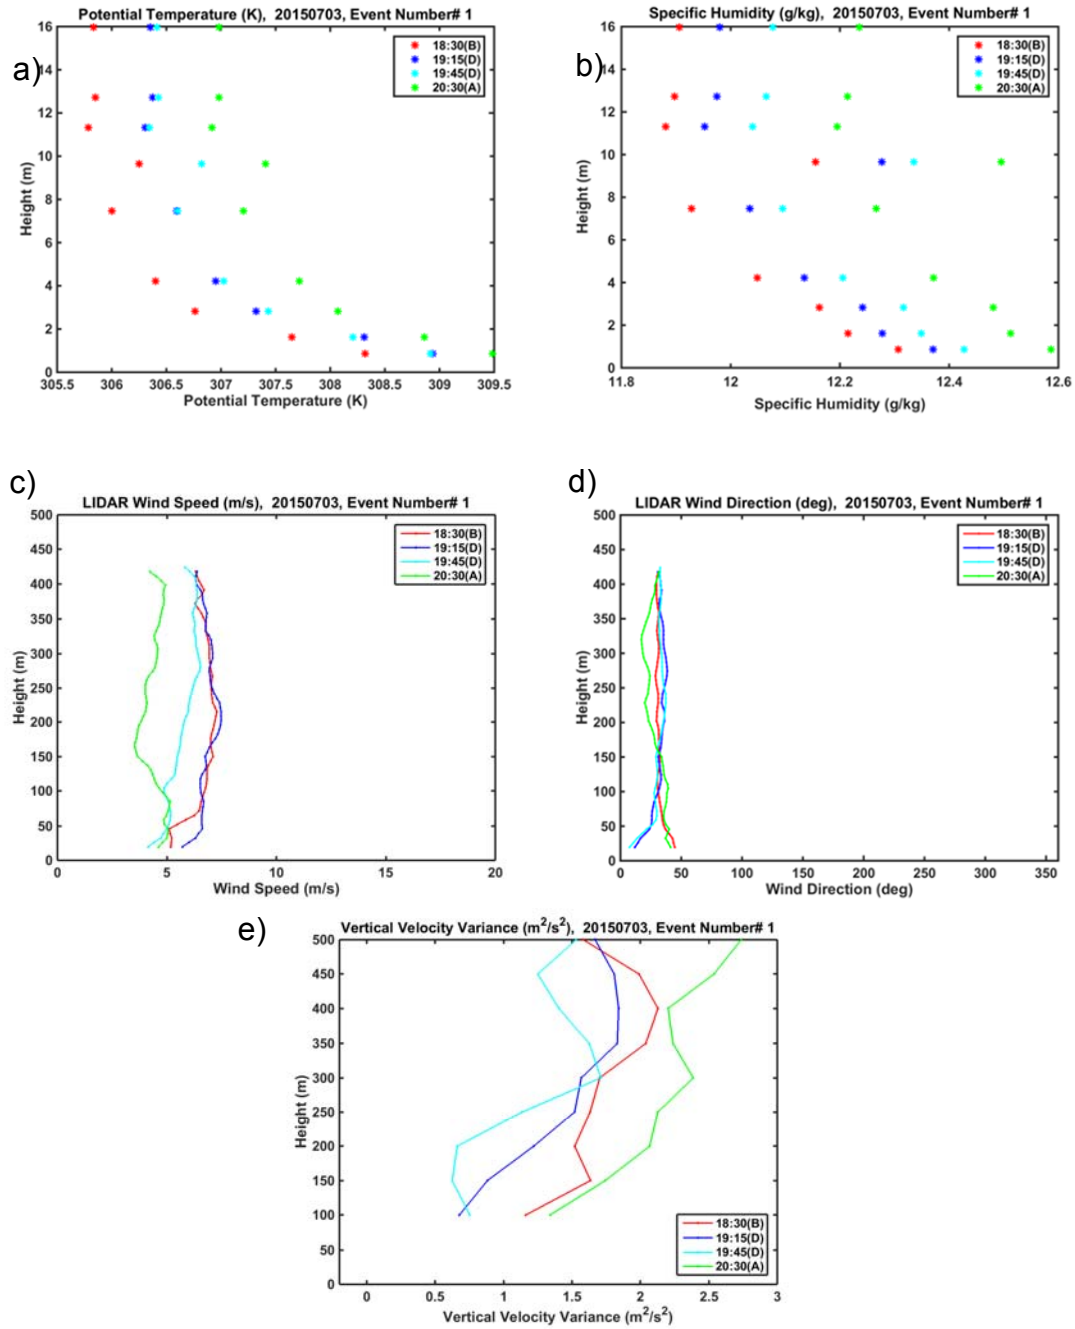 Potential Temperature (K),  20150703, Event Number# 1
a)
16
14
12
10
8
6
4
2
0
Height (m)
18:30(B)
19:15(D)
19:45(D)
20:30(A)
305.5 306 306.5 307 307.5 308 308.5 309 309.5
Potential Temperature (K)
Specific Humidity (g/kg),  20150703, Event Number# 1
b)
16
14
12
10
8
6
4
2
0
Height (m)
18:30(B)
19:15(D)
19:45(D)
20:30(A)
11.8 12 12.2 12.4 12.6
Specific Humidity (g/kg)
c)
LIDAR Wind Speed (m/s),  20150703, Event Number# 1
500
450
400
350
300
250
200
150
100
50
0
Height (m)
18:30(B)
19:15(D)
19:45(D)
20:30(A)
0 5 10 15 20
Wind Speed (m/s)
d)
LIDAR Wind Direction (deg),  20150703, Event Number# 1
500
450
400
350
300
250
200
150
100
50
0
Height (m)
18:30(B)
19:15(D)
19:45(D)
20:30(A)
0 50 100 150 200 250 300 350
Wind Direction (deg)
e)
Vertical Velocity Variance (m²/s²),  20150703, Event Number# 1
500
450
400
350
300
250
200
150
100
50
0
Height (m)
18:30(B)
19:15(D)
19:45(D)
20:30(A)
0 0.5 1 1.5 2 2.5 3
Vertical Velocity Variance (m²/s²)